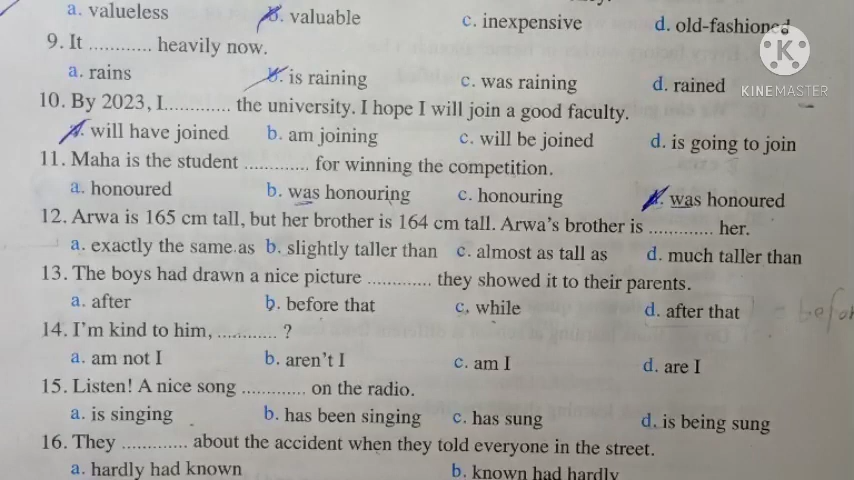 a. valueless b. valuable c. inexpensive d. old-fashioned
9. It ............ heavily now.
a. rains b. is raining c. was raining d. rained
KINEMASTER
10. By 2023, I............ the university. I hope I will join a good faculty.
a. will have joined b. am joining c. will be joined d. is going to join
11. Maha is the student ............ for winning the competition.
a. honoured b. was honouring c. honouring d. was honoured
12. Arwa is 165 cm tall, but her brother is 164 cm tall. Arwa's brother is ............ her.
a. exactly the same as b. slightly taller than c. almost as tall as d. much taller than
13. The boys had drawn a nice picture ............ they showed it to their parents.
a. after b. before that c. while d. after that
14. I'm kind to him, ............ ?
a. am not I b. aren't I c. am I d. are I
15. Listen! A nice song ............ on the radio.
a. is singing b. has been singing c. has sung d. is being sung
16. They ............ about the accident when they told everyone in the street.
a. hardly had known b. known had hardly